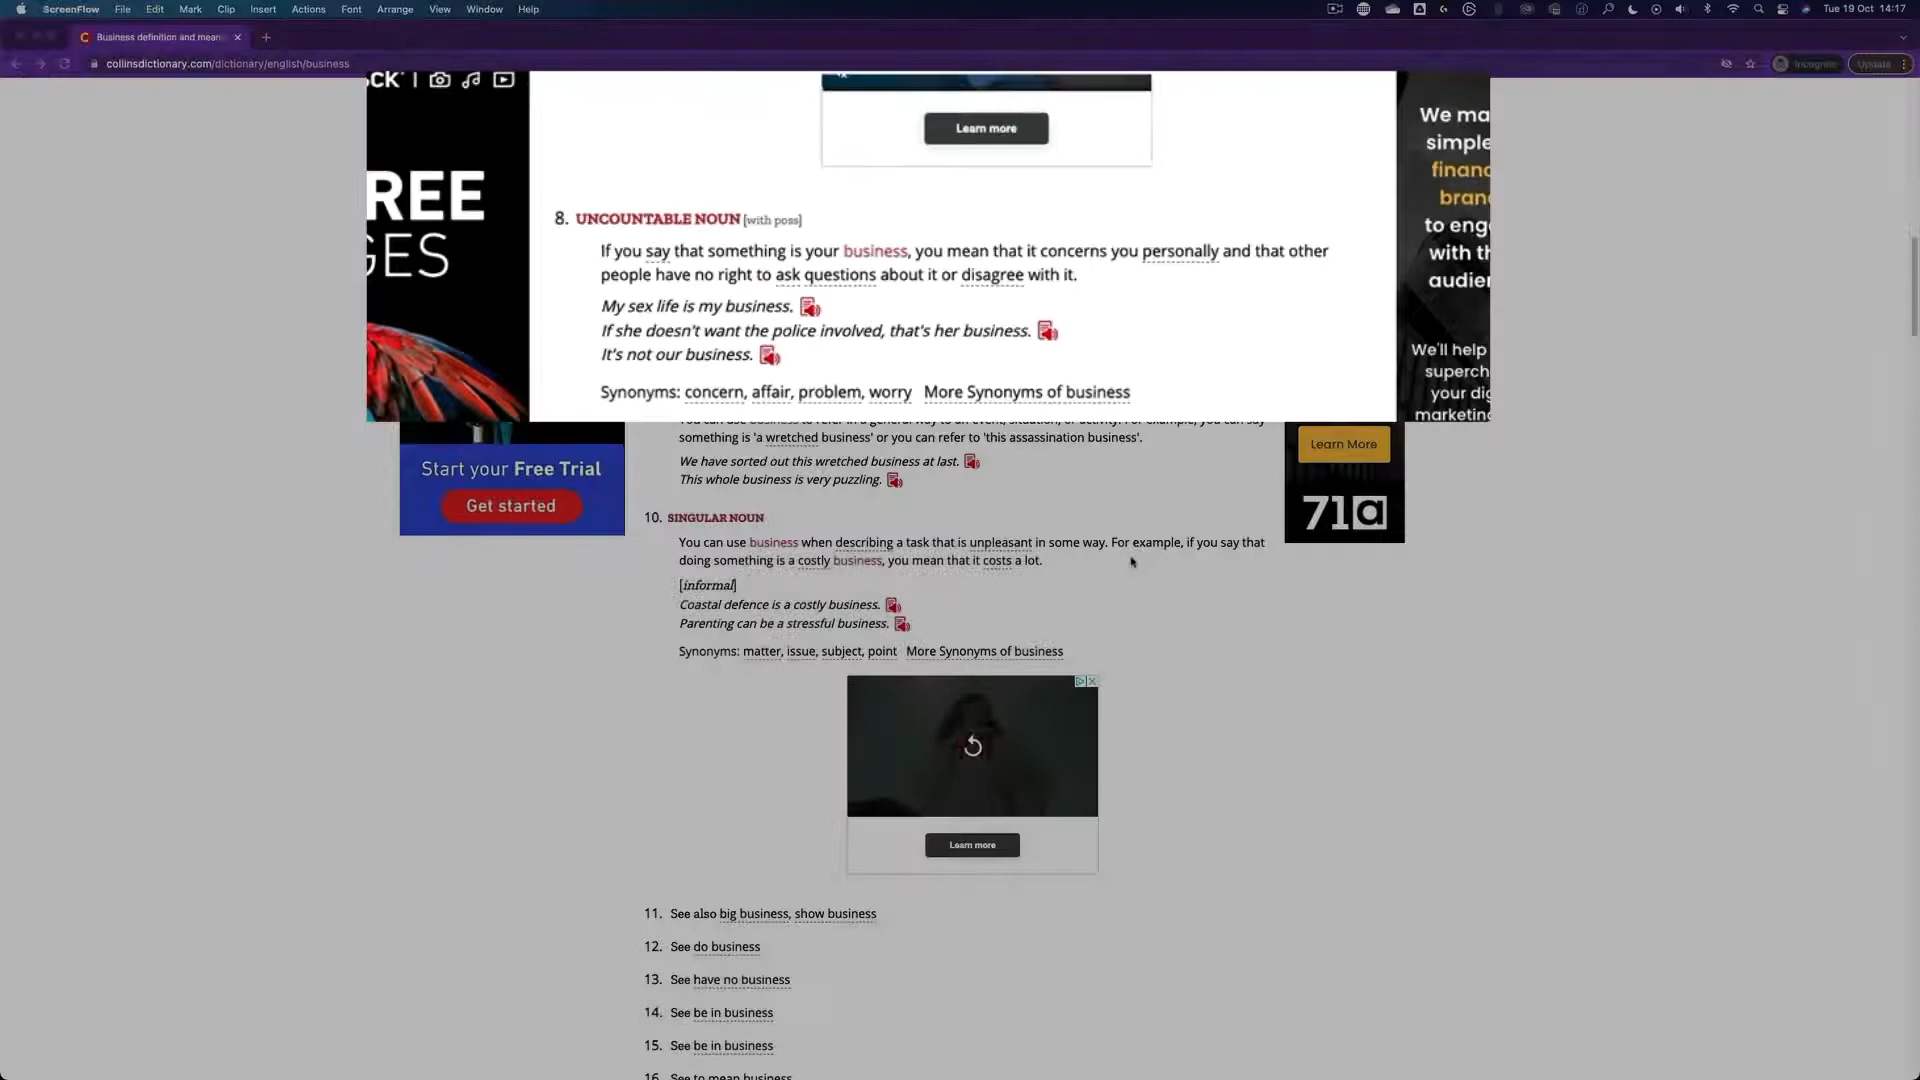 ScreenFlow File Edit Mark Clip Insert Actions Font Arrange View Window Help Tue 19 Oct 14:17
Business definition and mean
collinsdictionary.com/dictionary/english/business Incognito Update
CK
REE
GES
Learn more
We ma
simple
financ
bran
to eng
with th
audien
We'll help
superch
your dig
marketing
8. UNCOUNTABLE NOUN [with poss]
If you say that something is your business, you mean that it concerns you personally and that other
people have no right to ask questions about it or disagree with it.
My sex life is my business.
If she doesn't want the police involved, that's her business.
It's not our business.
Synonyms: concern, affair, problem, worry More Synonyms of business
something is 'a wretched business' or you can refer to 'this assassination business'.
We have sorted out this wretched business at last.
This whole business is very puzzling.
Start your Free Trial
Get started
Learn More
71a
10. SINGULAR NOUN
You can use business when describing a task that is unpleasant in some way. For example, if you say that
doing something is a costly business, you mean that it costs a lot.
[informal]
Coastal defence is a costly business.
Parenting can be a stressful business.
Synonyms: matter, issue, subject, point More Synonyms of business
Learn more
11. See also big business, show business
12. See do business
13. See have no business
14. See be in business
15. See be in business
16. See to mean business